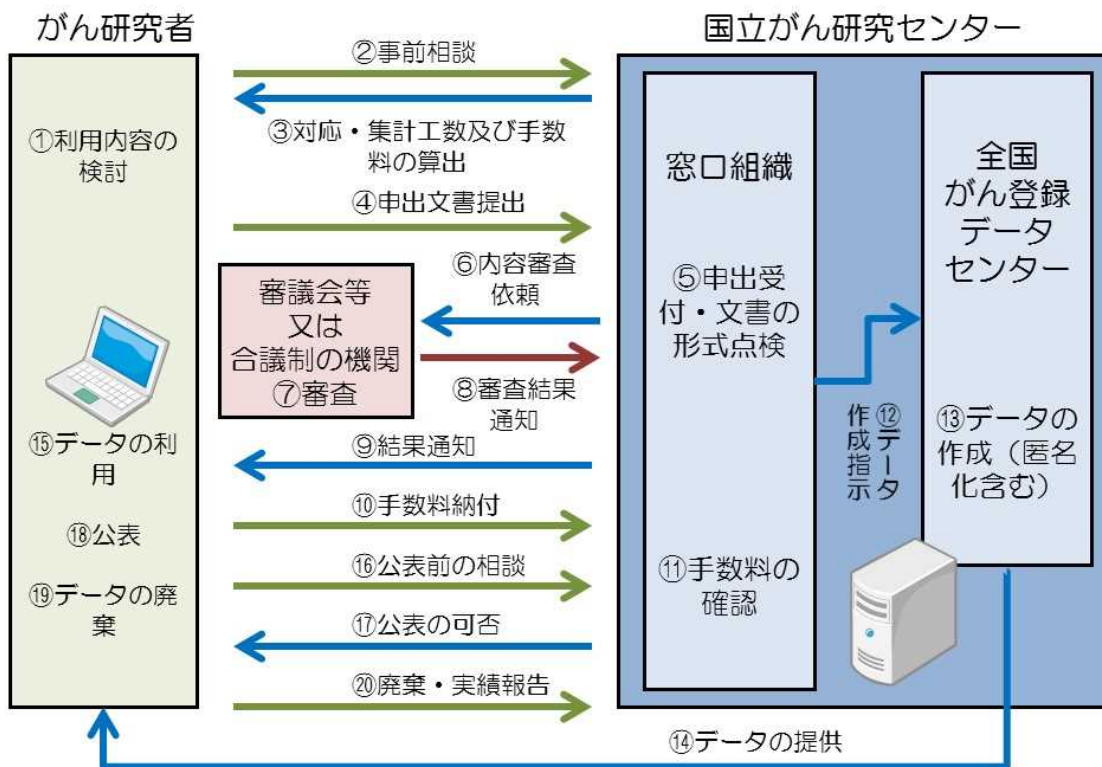 がん研究者
国立がん研究センター
②事前相談
①利用内容の
検討
③対応・集計工数及び手数
料の算出
④申出文書提出
窓口組織
全国
がん登録
データ
センター
⑥内容審査
依頼
⑤申出受
付・文書の
形式点検
審議会等
又は
合議制の機関
⑦審査
⑧審査結果
通知
⑫データ
作成指示
⑬データの
作成（匿名
化含む）
⑨結果通知
⑮データの利
用
⑩手数料納付
⑱公表
⑯公表前の相談
⑪手数料の
確認
⑲データの廃
棄
⑰公表の可否
⑳廃棄・実績報告
⑭データの提供